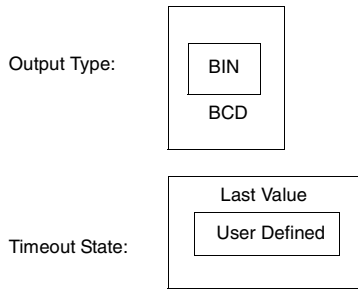 Output Type:
BIN
BCD
Last Value
User Defined
Timeout State: